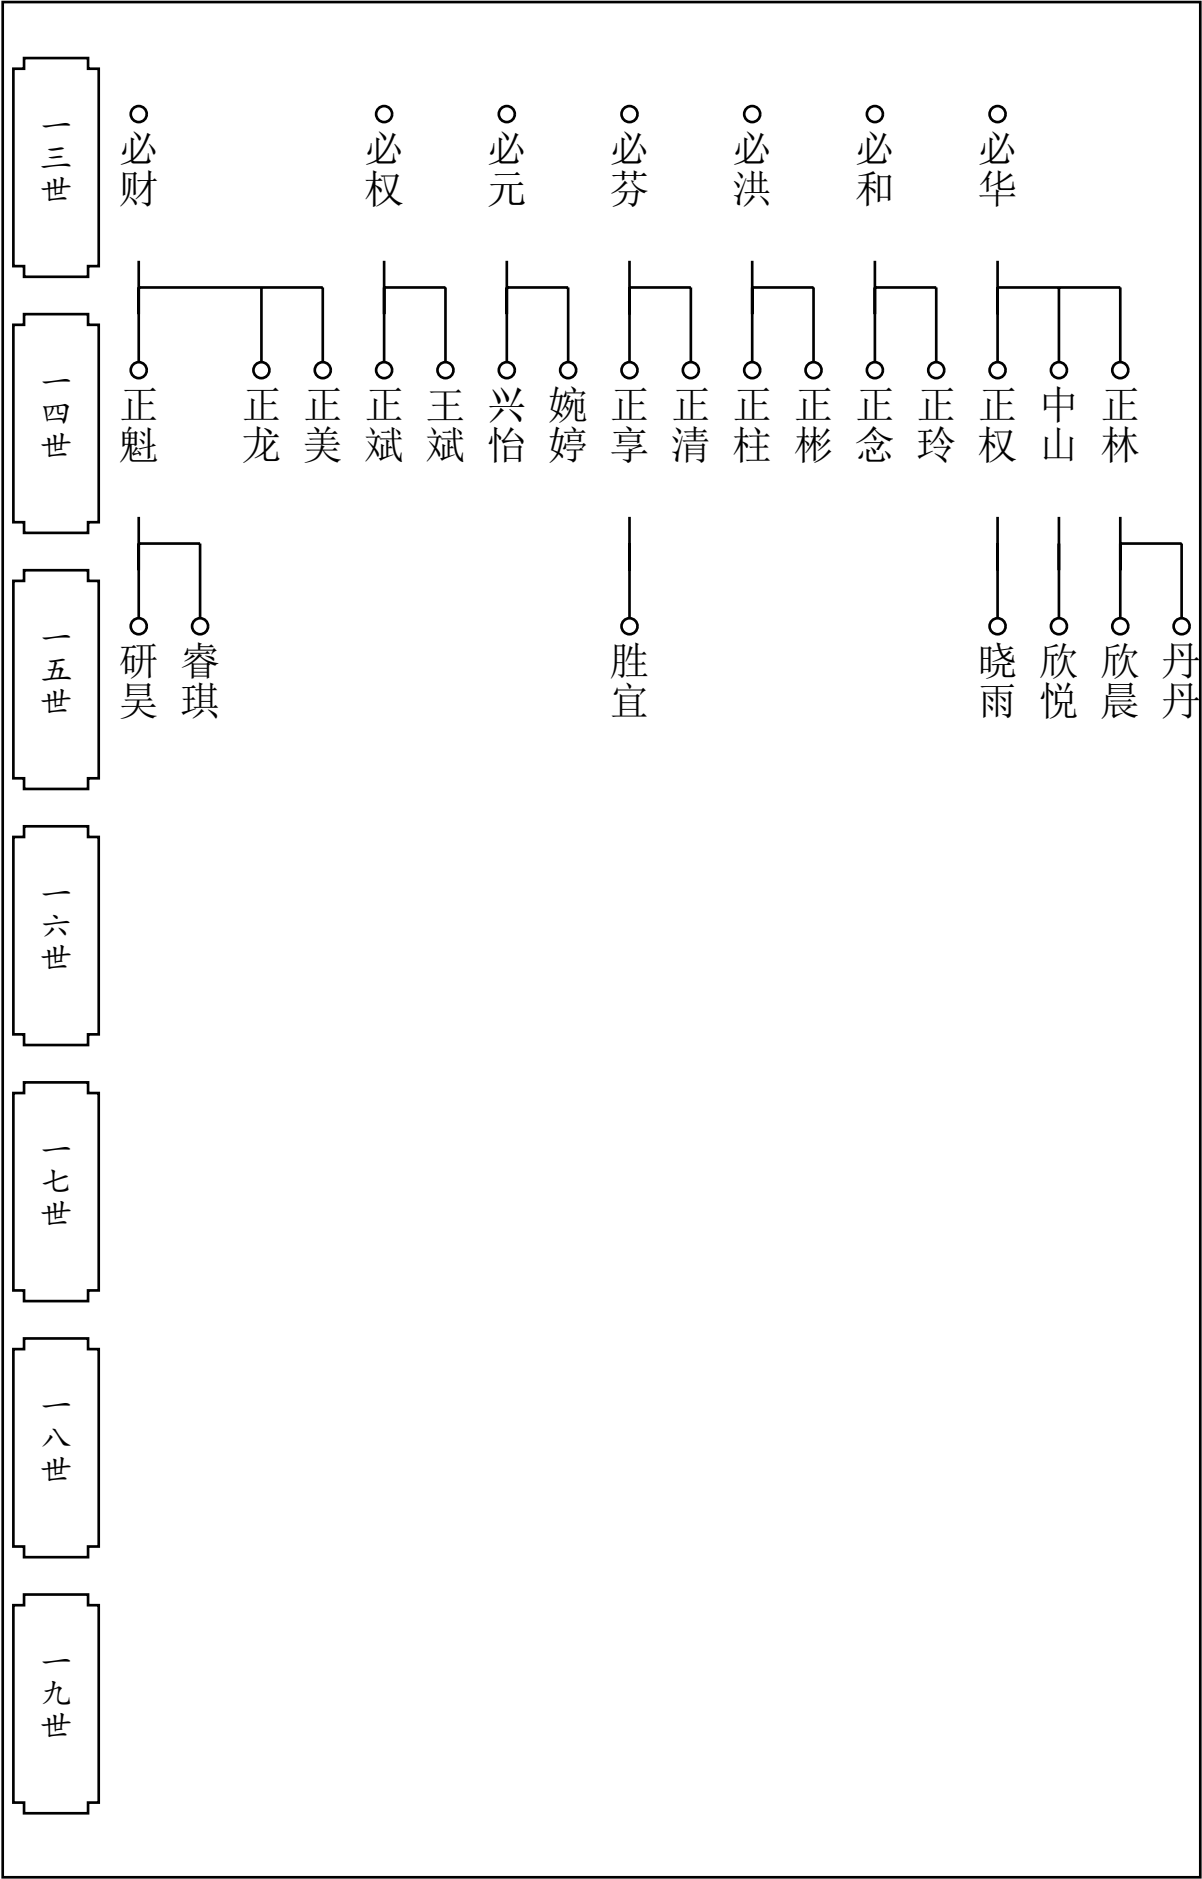 一三世
必财
必权
必元
必芬
必洪
必和
必华
一四世
正魁
正龙
正美
正斌
王斌
兴怡
婉婷
正享
正清
正柱
正彬
正念
正玲
正权
中山
正林
一五世
研昊
睿琪
胜宜
晓雨
欣悦
欣晨
丹丹
一六世
一七世
一八世
一九世